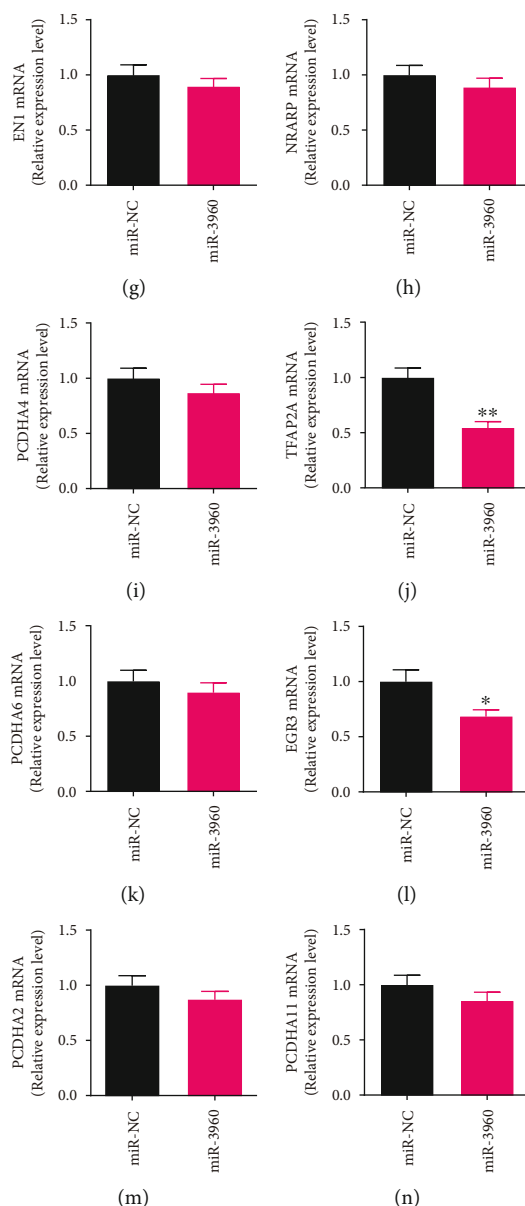 EN1 mRNA
(Relative expression level)
1.5
1.0
0.5
0.0
miR-NC
miR-3960
(g)
NRARP mRNA
(Relative expression level)
1.5
1.0
0.5
0.0
miR-NC
miR-3960
(h)
PCDHA4 mRNA
(Relative expression level)
1.5
1.0
0.5
0.0
miR-NC
miR-3960
(i)
TFAP2A mRNA
(Relative expression level)
1.5
1.0
0.5
0.0
**
miR-NC
miR-3960
(j)
PCDHA6 mRNA
(Relative expression level)
1.5
1.0
0.5
0.0
miR-NC
miR-3960
(k)
EGR3 mRNA
(Relative expression level)
1.5
1.0
0.5
0.0
*
miR-NC
miR-3960
(l)
PCDHA2 mRNA
(Relative expression level)
1.5
1.0
0.5
0.0
miR-NC
miR-3960
(m)
PCDHA11 mRNA
(Relative expression level)
1.5
1.0
0.5
0.0
miR-NC
miR-3960
(n)